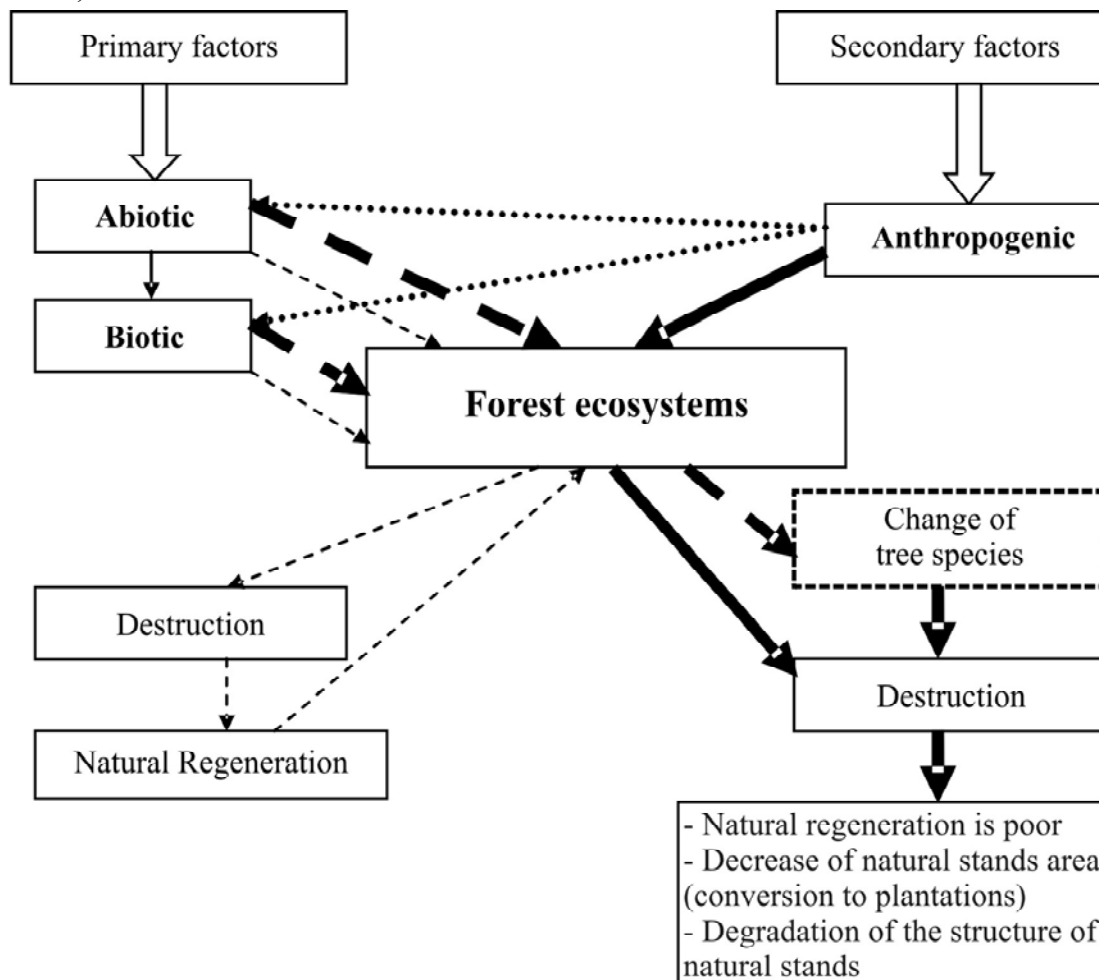 Primary factors
Secondary factors
Abiotic
Anthropogenic
Biotic
Forest ecosystems
Change of
tree species
Destruction
Destruction
Natural Regeneration
- Natural regeneration is poor
- Decrease of natural stands area
(conversion to plantations)
- Degradation of the structure of
natural stands